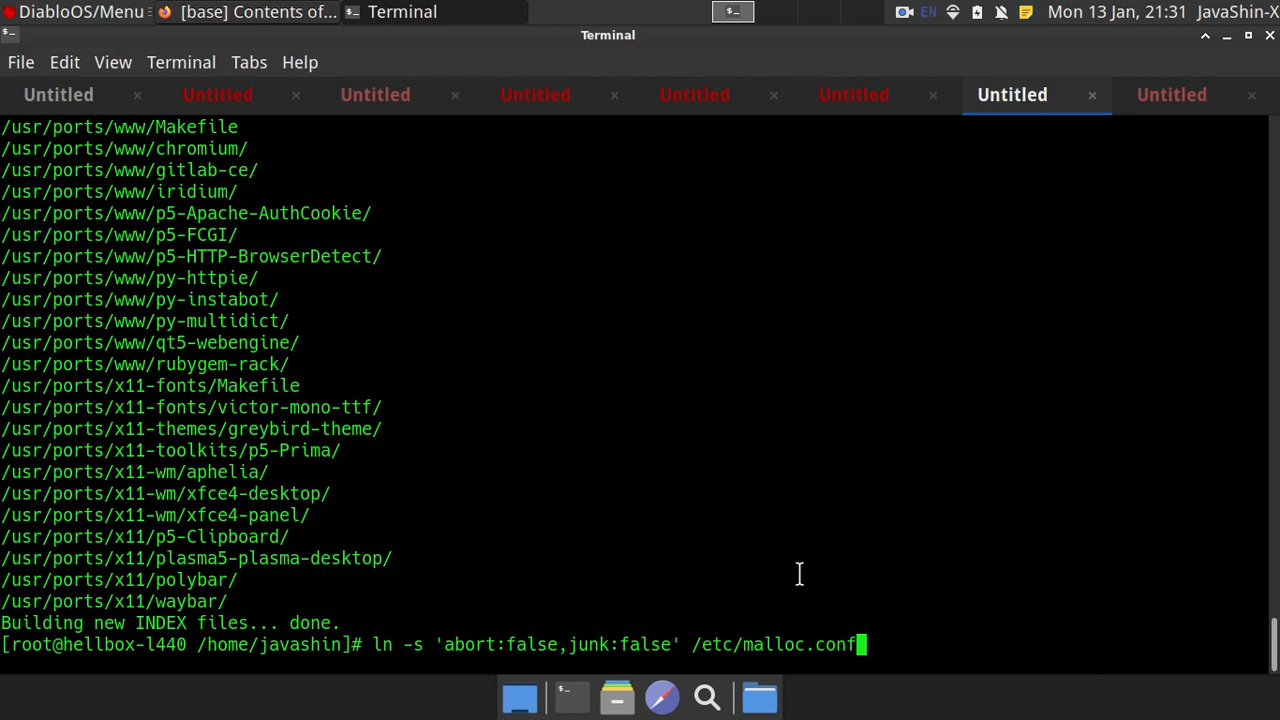 DiabloOS/Menu
[base] Contents of...
Terminal
EN
Mon 13 Jan, 21:31
JavaShin-X
Terminal
File Edit View Terminal Tabs Help
Untitled × Untitled × Untitled × Untitled × Untitled × Untitled × Untitled × Untitled ×
/usr/ports/www/Makefile
/usr/ports/www/chromium/
/usr/ports/www/gitlab-ce/
/usr/ports/www/iridium/
/usr/ports/www/p5-Apache-AuthCookie/
/usr/ports/www/p5-FCGI/
/usr/ports/www/p5-HTTP-BrowserDetect/
/usr/ports/www/py-httpie/
/usr/ports/www/py-instabot/
/usr/ports/www/py-multidict/
/usr/ports/www/qt5-webengine/
/usr/ports/www/rubygem-rack/
/usr/ports/x11-fonts/Makefile
/usr/ports/x11-fonts/victor-mono-ttf/
/usr/ports/x11-themes/greybird-theme/
/usr/ports/x11-toolkits/p5-Prima/
/usr/ports/x11-wm/aphelia/
/usr/ports/x11-wm/xfce4-desktop/
/usr/ports/x11-wm/xfce4-panel/
/usr/ports/x11/p5-Clipboard/
/usr/ports/x11/plasma5-plasma-desktop/
/usr/ports/x11/polybar/
/usr/ports/x11/waybar/
Building new INDEX files... done.
[root@hellbox-l440 /home/javashin]# ln -s 'abort:false,junk:false' /etc/malloc.conf